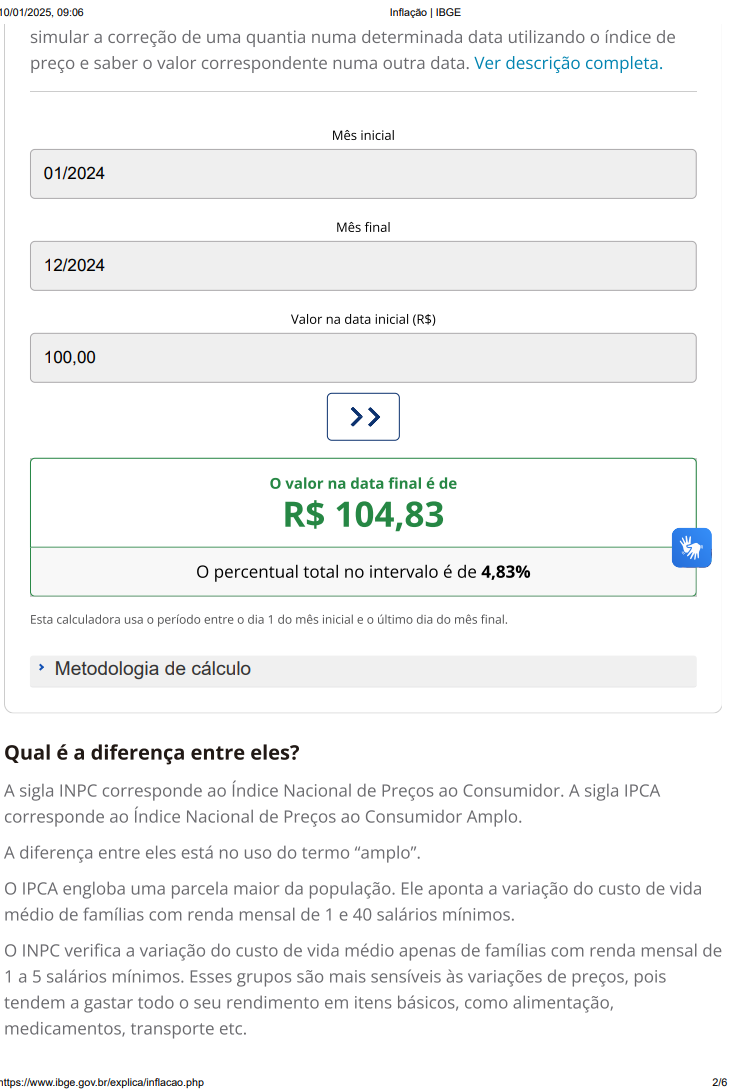 10/01/2025, 09:06
Inflação | IBGE
simular a correção de uma quantia numa determinada data utilizando o índice de
preço e saber o valor correspondente numa outra data. Ver descrição completa.
Mês inicial
01/2024
Mês final
12/2024
Valor na data inicial (R$)
100,00
O valor na data final é de
R$ 104,83
O percentual total no intervalo é de 4,83%
Esta calculadora usa o período entre o dia 1 do mês inicial e o último dia do mês final.
Metodologia de cálculo
Qual é a diferença entre eles?
A sigla INPC corresponde ao Índice Nacional de Preços ao Consumidor. A sigla IPCA
corresponde ao Índice Nacional de Preços ao Consumidor Amplo.
A diferença entre eles está no uso do termo “amplo”.
O IPCA engloba uma parcela maior da população. Ele aponta a variação do custo de vida
médio de famílias com renda mensal de 1 e 40 salários mínimos.
O INPC verifica a variação do custo de vida médio apenas de famílias com renda mensal de
1 a 5 salários mínimos. Esses grupos são mais sensíveis às variações de preços, pois
tendem a gastar todo o seu rendimento em itens básicos, como alimentação,
medicamentos, transporte etc.
https://www.ibge.gov.br/explica/inflacao.php
2/6